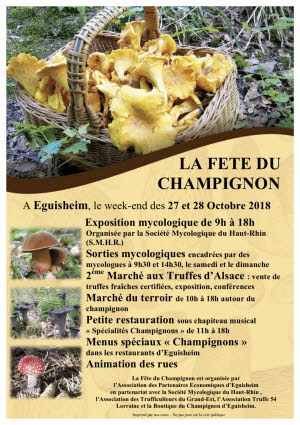 LA FETE DU
CHAMPIGNON
A Eguisheim, le week-end des 27 et 28 Octobre 2018
Exposition mycologique de 9h à 18h
Organisée par la Société Mycologique du Haut-Rhin
(S.M.H.R.)
Sorties mycologiques encadrées par des
mycologues à 9h30 et 14h30, le samedi et le dimanche
2ème Marché aux Truffes d'Alsace : vente de
truffes fraîches certifiées, exposition, conférences
Marché du terroir de 10h à 18h autour du
champignon
Petite restauration sous chapiteau musical
« Spécialités Champignons » de 11h à 18h
Menus spéciaux « Champignons »
dans les restaurants d'Eguisheim
Animation des rues
La Fête du Champignon est organisée par
l'Association des Partenaires Economiques d'Eguisheim
en partenariat avec la Société Mycologique du Haut-Rhin ,
l'Association des Trufficulteurs du Grand-Est, l'Association Truffe 54
Lorraine et la Boutique du Champignon d'Eguisheim.
Imprimé par nos soins - Ne pas jeter sur la voie publique